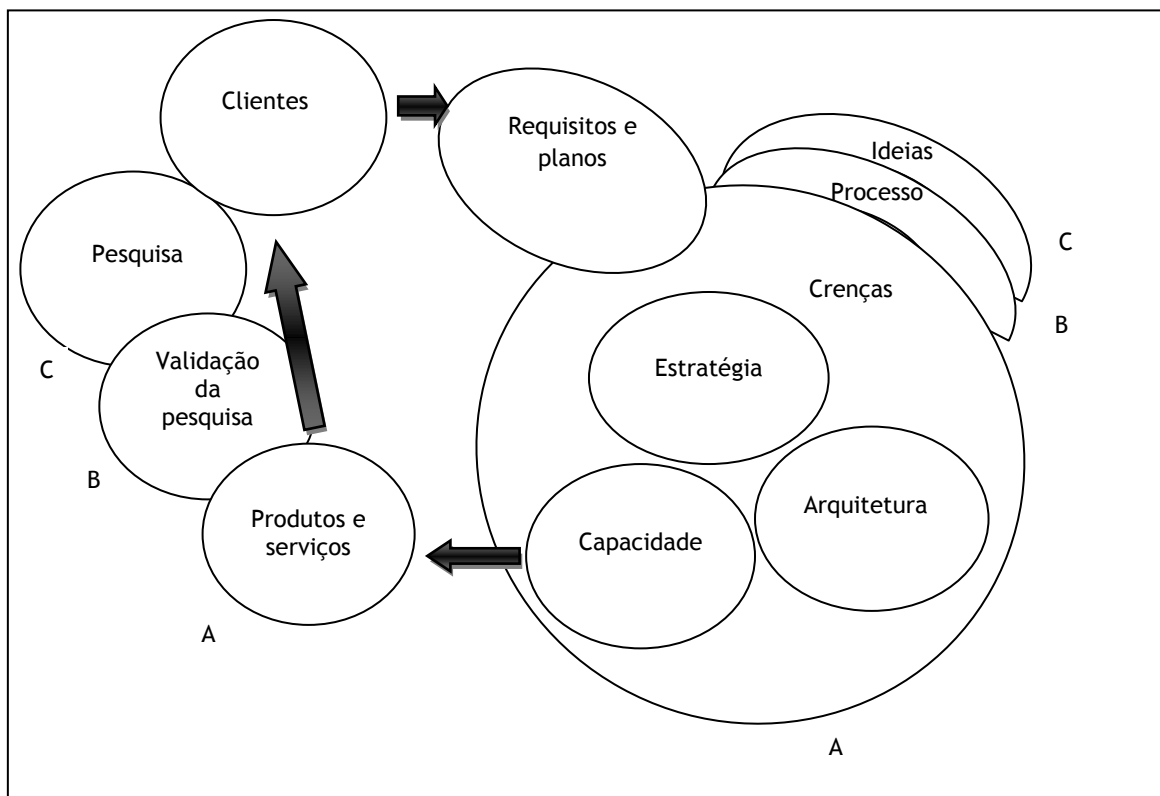 Clientes
Requisitos e
planos
Ideias
Processo
C
B
Crenças
Pesquisa
C
Validação
da
pesquisa
B
Estratégia
Arquitetura
Capacidade
Produtos e
serviços
A
A